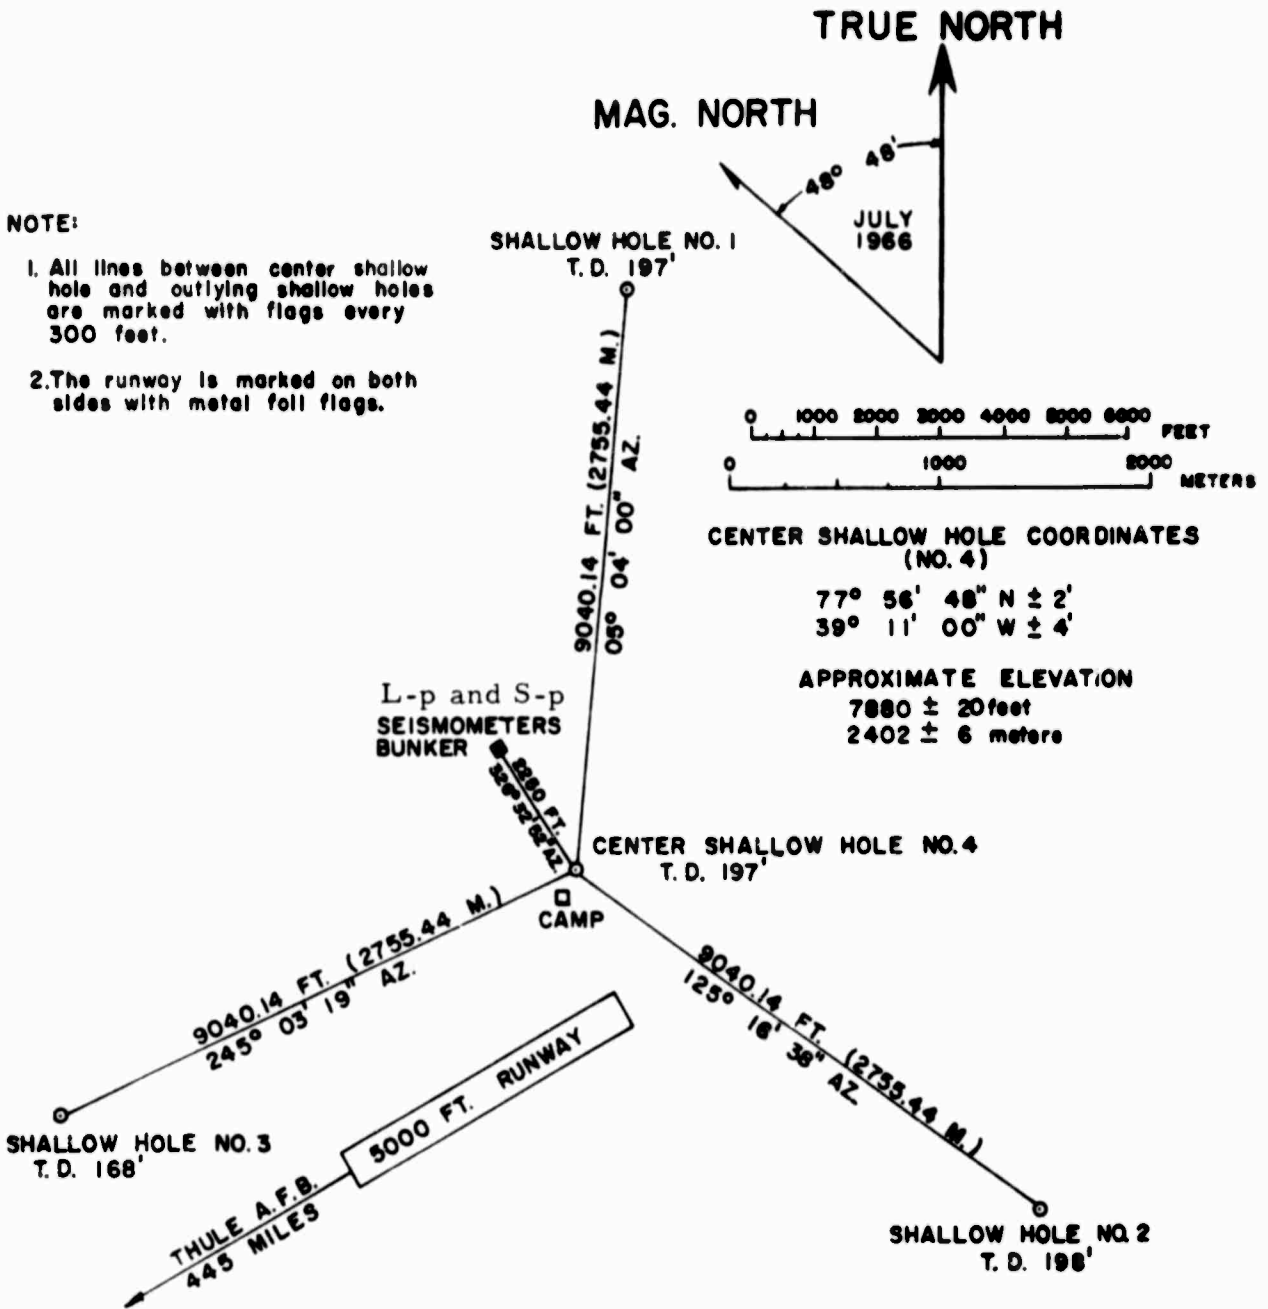 TRUE NORTH
MAG. NORTH
48° 48'
JULY
1966
NOTE:
1. All lines between center shallow
hole and outlying shallow holes
are marked with flags every
300 feet.
2. The runway is marked on both
sides with metal foil flags.
SHALLOW HOLE NO. 1
T. D. 197'
9040.14 FT. (2755.44 M.)
05° 04' 00" AZ.
0 1000 2000 3000 4000 5000 6000
FEET
0 1000 2000
METERS
CENTER SHALLOW HOLE COORDINATES
(NO. 4)
77° 56' 48" N ± 2'
39° 11' 00" W ± 4'
APPROXIMATE ELEVATION
7880 ± 20 feet
2402 ± 6 meters
L-p and S-p
SEISMOMETERS
BUNKER
2260 FT.
326° 32' 52" AZ.
CENTER SHALLOW HOLE NO. 4
T. D. 197'
CAMP
9040.14 FT. (2755.44 M.)
245° 03' 19" AZ.
9040.14 FT. (2755.44 M.)
125° 16' 38" AZ.
5000 FT. RUNWAY
SHALLOW HOLE NO. 3
T. D. 168'
THULE A.F.B.
445 MILES
SHALLOW HOLE NO. 2
T. D. 198'